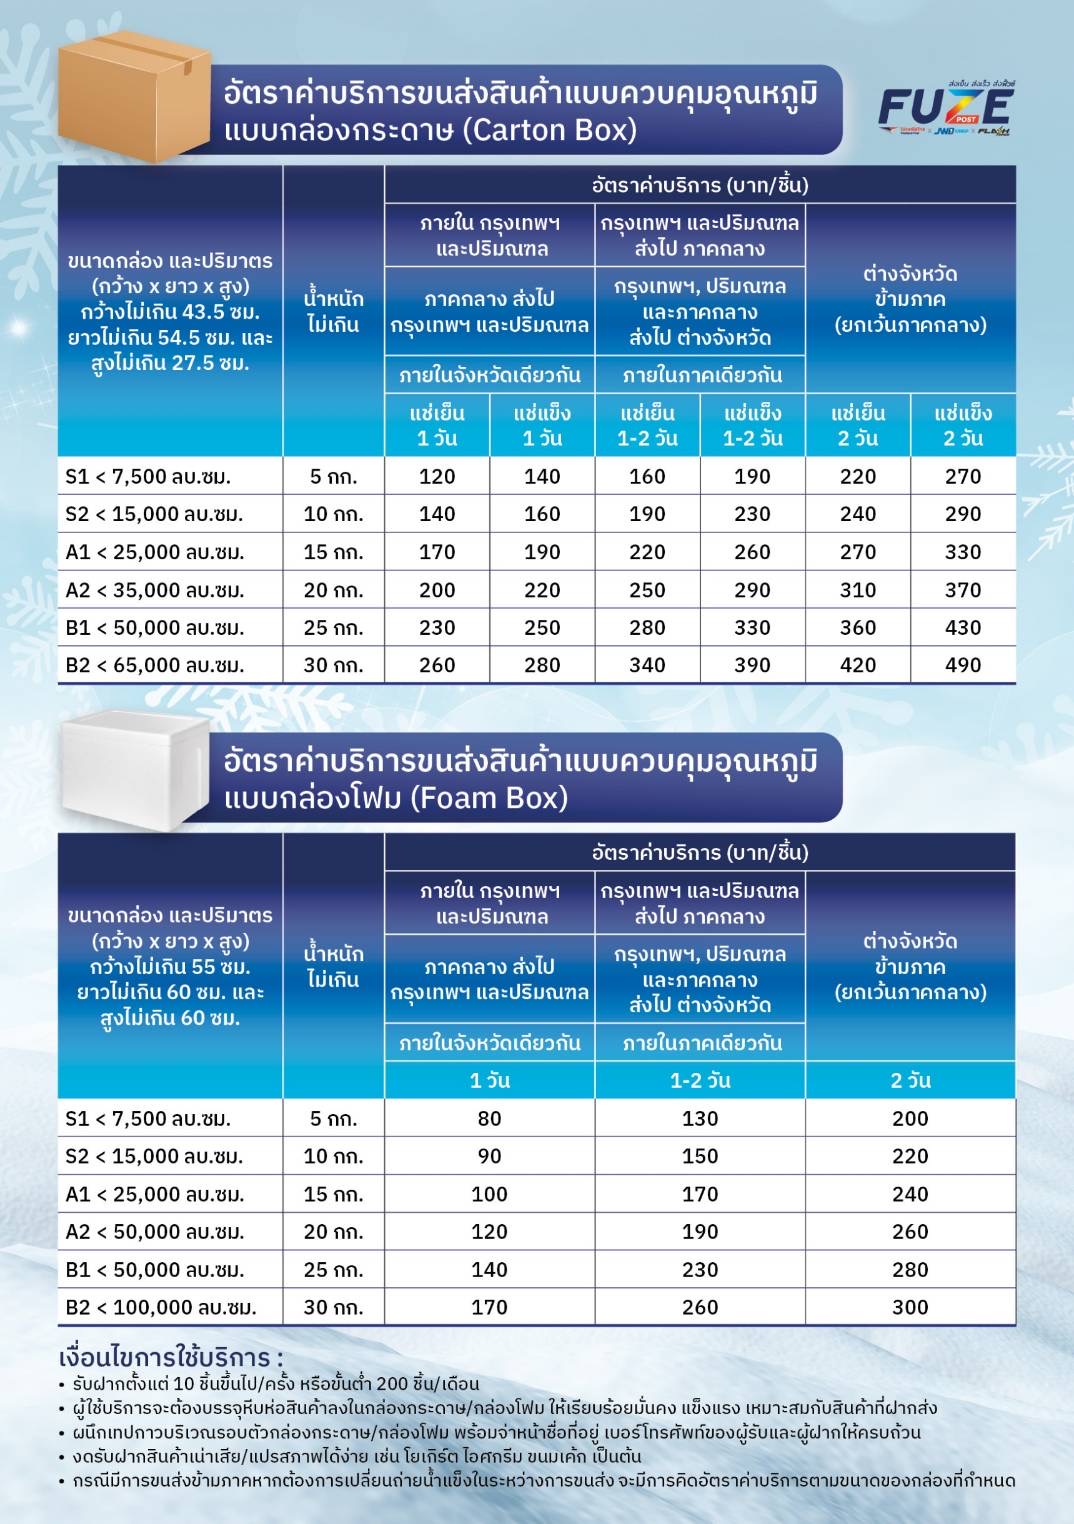 อัตราค่าบริการขนส่งสินค้าแบบควบคุมอุณหภูมิ
แบบกล่องกระดาษ (Carton Box)
ส่งเย็น ส่งเร็ว ส่งฟิ้วซ์
FUZE
POST
JWD
FLASH
ขนาดกล่อง และปริมาตร
(กว้าง x ยาว x สูง)
กว้างไม่เกิน 43.5 ซม.
ยาวไม่เกิน 54.5 ซม. และ
สูงไม่เกิน 27.5 ซม.
น้ำหนัก
ไม่เกิน
อัตราค่าบริการ (บาท/ชิ้น)
ภายใน กรุงเทพฯ
และปริมณฑล
กรุงเทพฯ และปริมณฑล
ส่งไป ภาคกลาง
ภาคกลาง ส่งไป
กรุงเทพฯ และปริมณฑล
กรุงเทพฯ, ปริมณฑล
และภาคกลาง
ส่งไป ต่างจังหวัด
ต่างจังหวัด
ข้ามภาค
(ยกเว้นภาคกลาง)
ภายในจังหวัดเดียวกัน
ภายในภาคเดียวกัน
แช่เย็น แช่แข็ง แช่เย็น แช่แข็ง แช่เย็น แช่แข็ง
1 วัน 1 วัน 1-2 วัน 1-2 วัน 2 วัน 2 วัน
S1 < 7,500 ลบ.ซม. 5 กก. 120 140 160 190 220 270
S2 < 15,000 ลบ.ซม. 10 กก. 140 160 190 230 240 290
A1 < 25,000 ลบ.ซม. 15 กก. 170 190 220 260 270 330
A2 < 35,000 ลบ.ซม. 20 กก. 200 220 250 290 310 370
B1 < 50,000 ลบ.ซม. 25 กก. 230 250 280 330 360 430
B2 < 65,000 ลบ.ซม. 30 กก. 260 280 340 390 420 490
อัตราค่าบริการขนส่งสินค้าแบบควบคุมอุณหภูมิ
แบบกล่องโฟม (Foam Box)
ขนาดกล่อง และปริมาตร
(กว้าง x ยาว x สูง)
กว้างไม่เกิน 55 ซม.
ยาวไม่เกิน 60 ซม. และ
สูงไม่เกิน 60 ซม.
น้ำหนัก
ไม่เกิน
อัตราค่าบริการ (บาท/ชิ้น)
ภายใน กรุงเทพฯ
และปริมณฑล
กรุงเทพฯ และปริมณฑล
ส่งไป ภาคกลาง
ภาคกลาง ส่งไป
กรุงเทพฯ และปริมณฑล
กรุงเทพฯ, ปริมณฑล
และภาคกลาง
ส่งไป ต่างจังหวัด
ต่างจังหวัด
ข้ามภาค
(ยกเว้นภาคกลาง)
ภายในจังหวัดเดียวกัน
ภายในภาคเดียวกัน
1 วัน 1-2 วัน 2 วัน
S1 < 7,500 ลบ.ซม. 5 กก. 80 130 200
S2 < 15,000 ลบ.ซม. 10 กก. 90 150 220
A1 < 25,000 ลบ.ซม. 15 กก. 100 170 240
A2 < 50,000 ลบ.ซม. 20 กก. 120 190 260
B1 < 50,000 ลบ.ซม. 25 กก. 140 230 280
B2 < 100,000 ลบ.ซม. 30 กก. 170 260 300
เงื่อนไขการใช้บริการ :
• รับฝากตั้งแต่ 10 ชิ้นขึ้นไป/ครั้ง หรือขั้นต่ำ 200 ชิ้น/เดือน
• ผู้ใช้บริการจะต้องบรรจุหีบห่อสินค้าลงในกล่องกระดาษ/กล่องโฟม ให้เรียบร้อยมั่นคง แข็งแรง เหมาะสมกับสินค้าที่ฝากส่ง
• ผนึกเทปกาวบริเวณรอบตัวกล่องกระดาษ/กล่องโฟม พร้อมจ่าหน้าชื่อที่อยู่ เบอร์โทรศัพท์ของผู้รับและผู้ฝากให้ครบถ้วน
• งดรับฝากสินค้าเน่าเสีย/แปรสภาพได้ง่าย เช่น โยเกิร์ต ไอศกรีม ขนมเค้ก เป็นต้น
• กรณีมีการขนส่งข้ามภาคหากต้องการเปลี่ยนถ่ายน้ำแข็งในระหว่างการขนส่ง จะมีการคิดอัตราค่าบริการตามขนาดของกล่องที่กำหนด